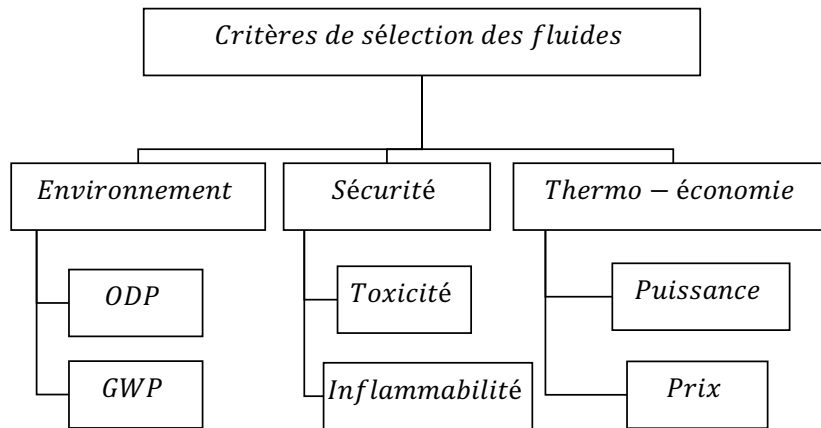 Critères de sélection des fluides
Environnement
Sécurité
Thermo − économie
ODP
Toxicité
Puissance
GWP
Inflammabilité
Prix